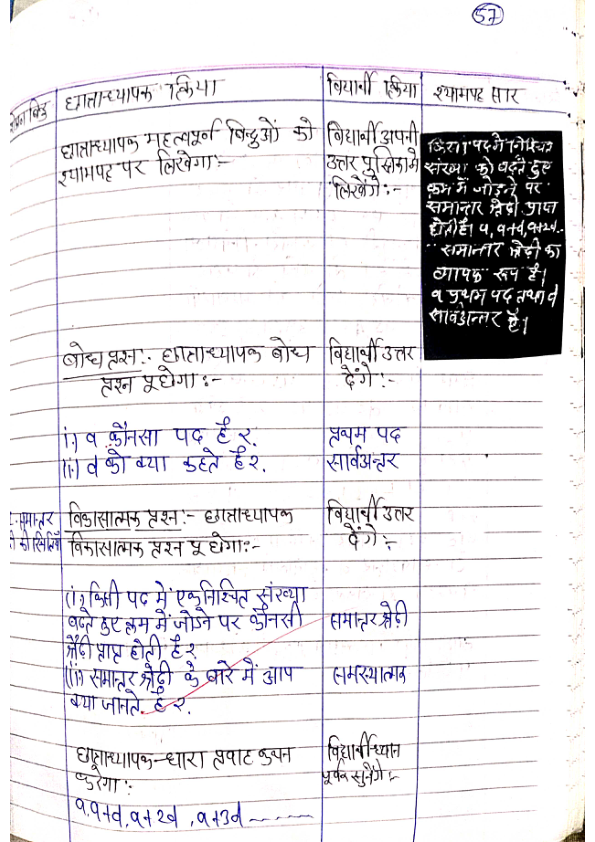 57
छात्राध्यापक क्रिया
विद्यार्थी क्रिया
श्यामपट्ट सार
छात्राध्यापक महत्वपूर्ण बिन्दुओं को
श्यामपट्ट पर लिखेगा:-
विद्यार्थी अपनी
उत्तर पुस्तिका में
लिखेंगे:-
किसी पद में निश्चित
संख्या को बढ़ते हुए
क्रम में जोड़ने पर
समान्तर श्रेढ़ी प्राप्त
होती है। a, a+d, a+2d..
समान्तर श्रेढ़ी का
व्यापक रूप है।
a प्रथम पद तथा d
सार्वअन्तर है।
बोध प्रश्न:- छात्राध्यापक बोध
प्रश्न पूछेगा:-
विद्यार्थी उत्तर
देंगे:-
(i) a कौनसा पद है?
प्रथम पद
(ii) d को क्या कहते है?
सार्वअन्तर
समान्तर
विकासात्मक प्रश्न:- छात्राध्यापक
विकासात्मक प्रश्न पूछेगा:-
विद्यार्थी उत्तर
देंगे:-
(i) किसी पद में एक निश्चित संख्या
बढ़ते हुए क्रम में जोड़ने पर कौनसी
श्रेढ़ी प्राप्त होती है?
समान्तर श्रेढ़ी
(ii) समान्तर श्रेढ़ी के बारे में आप
क्या जानते है?
समस्यात्मक
छात्राध्यापक धारा प्रवाह कथन
करेगा:-
विद्यार्थी ध्यान
पूर्वक सुनेंगे:-
a, a+d, a+2d, a+3d -------